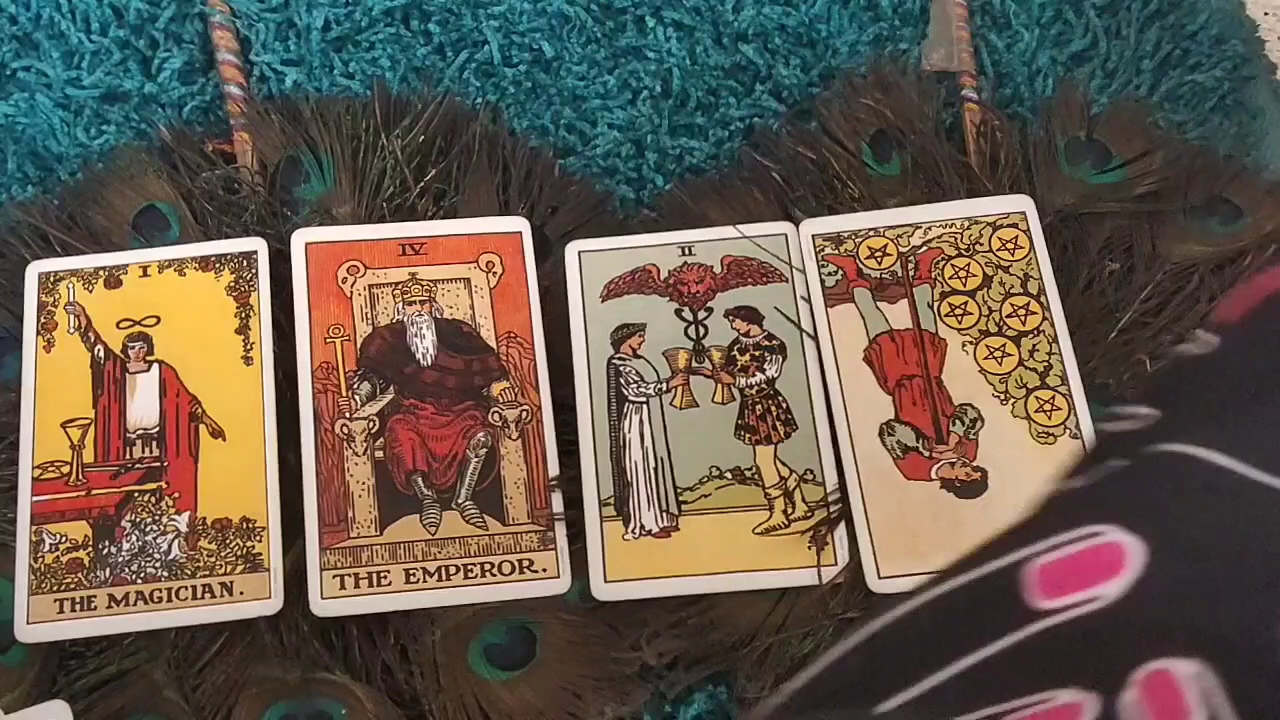 I
THE MAGICIAN.
IV
THE EMPEROR.
II